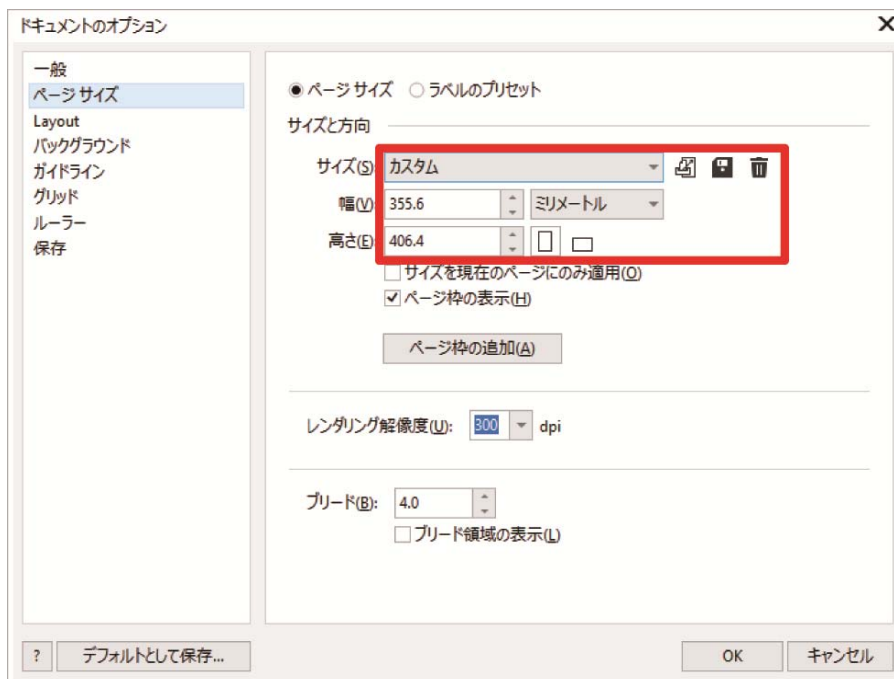 ドキュメントのオプション
一般
ページ サイズ
Layout
バックグラウンド
ガイドライン
グリッド
ルーラー
保存
ページ サイズ ラベルのプリセット
サイズと方向
サイズ(S) カスタム
幅(V) 355.6 ミリメートル
高さ(E) 406.4
サイズを現在のページにのみ適用(O)
ページ枠の表示(H)
ページ枠の追加(A)
レンダリング解像度(U): 300 dpi
ブリード(B): 4.0
ブリード領域の表示(L)
? デフォルトとして保存... OK キャンセル